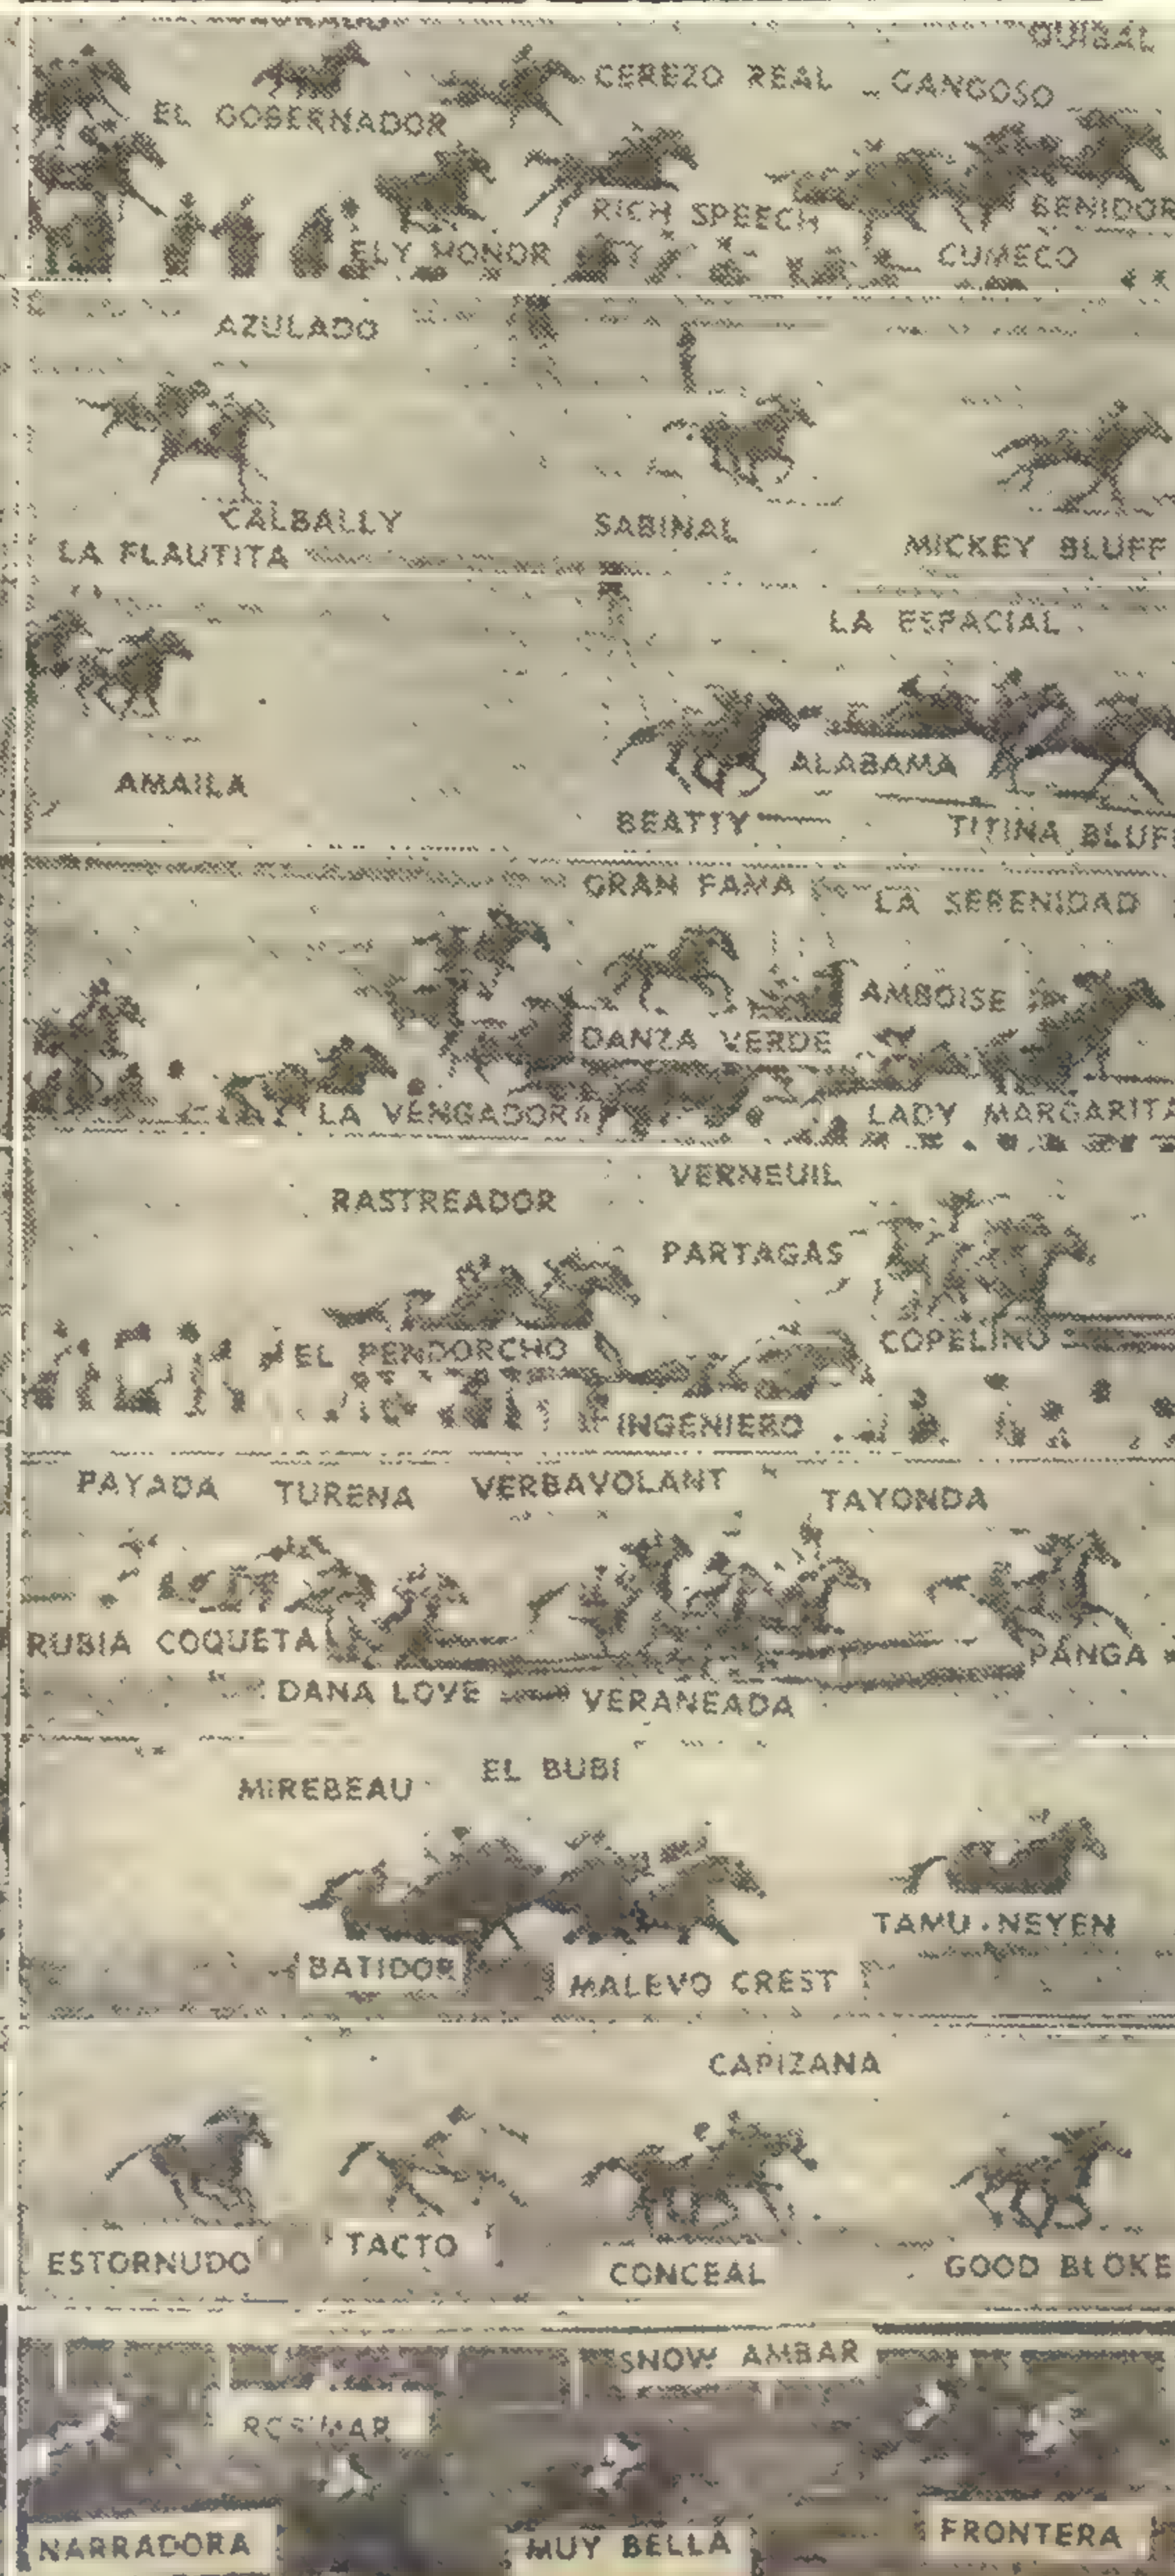 QUIBAL
CEREZO REAL
GANGOSO
EL GOBERNADOR
RICH SPEECH
BENIDOR
ELY HONOR
CUMECO
AZULADO
CALBALLY
SABINAL
MICKEY BLUFF
LA FLAUTITA
LA ESPACIAL
ALABAMA
AMAILA
BEATTY
TITINA BLUFF
GRAN FAMA
LA SERENIDAD
AMBOISE
DANZA VERDE
LA VENGADORA
LADY MARGARITA
VERNEUIL
RASTREADOR
PARTAGAS
COPELINO
EL PENDORCHO
INGENIERO
PAYADA
TURENA
VERBAVOLANT
TAYONDA
RUBIA COQUETA
PANGA
DANA LOVE
VERANEADA
EL BUBI
MIREBEAU
TAMU-NEYEN
BATIDOR
MALEVO CREST
CAPIZANA
TACTO
ESTORNUDO
CONCEAL
GOOD BLOKE
SNOW AMBAR
NARRADORA
MUY BELLA
FRONTERA